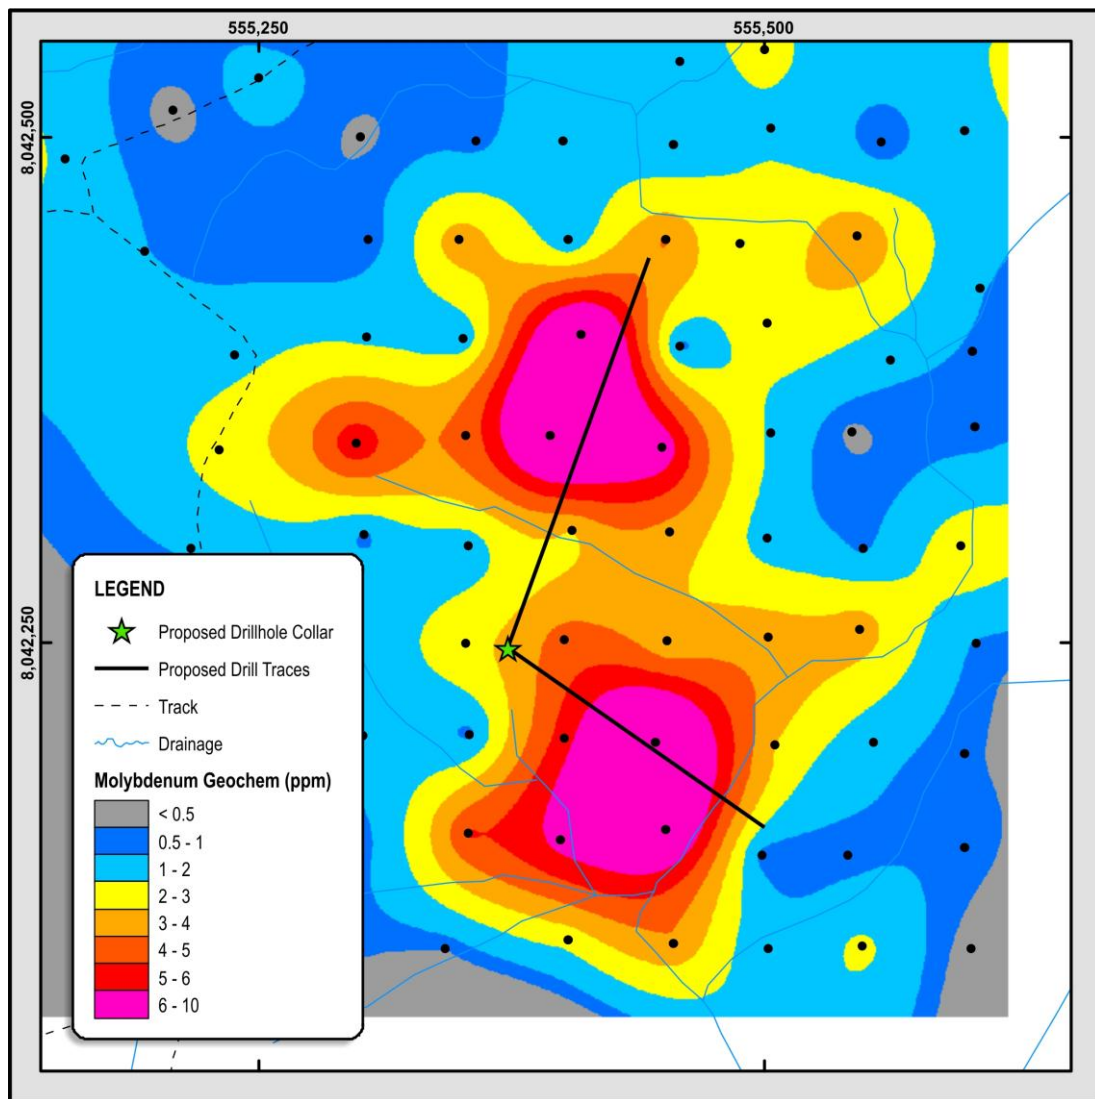 555,250
555,500
8,042,500
8,042,250
LEGEND
Proposed Drillhole Collar
Proposed Drill Traces
Track
Drainage
Molybdenum Geochem (ppm)
< 0.5
0.5 - 1
1 - 2
2 - 3
3 - 4
4 - 5
5 - 6
6 - 10